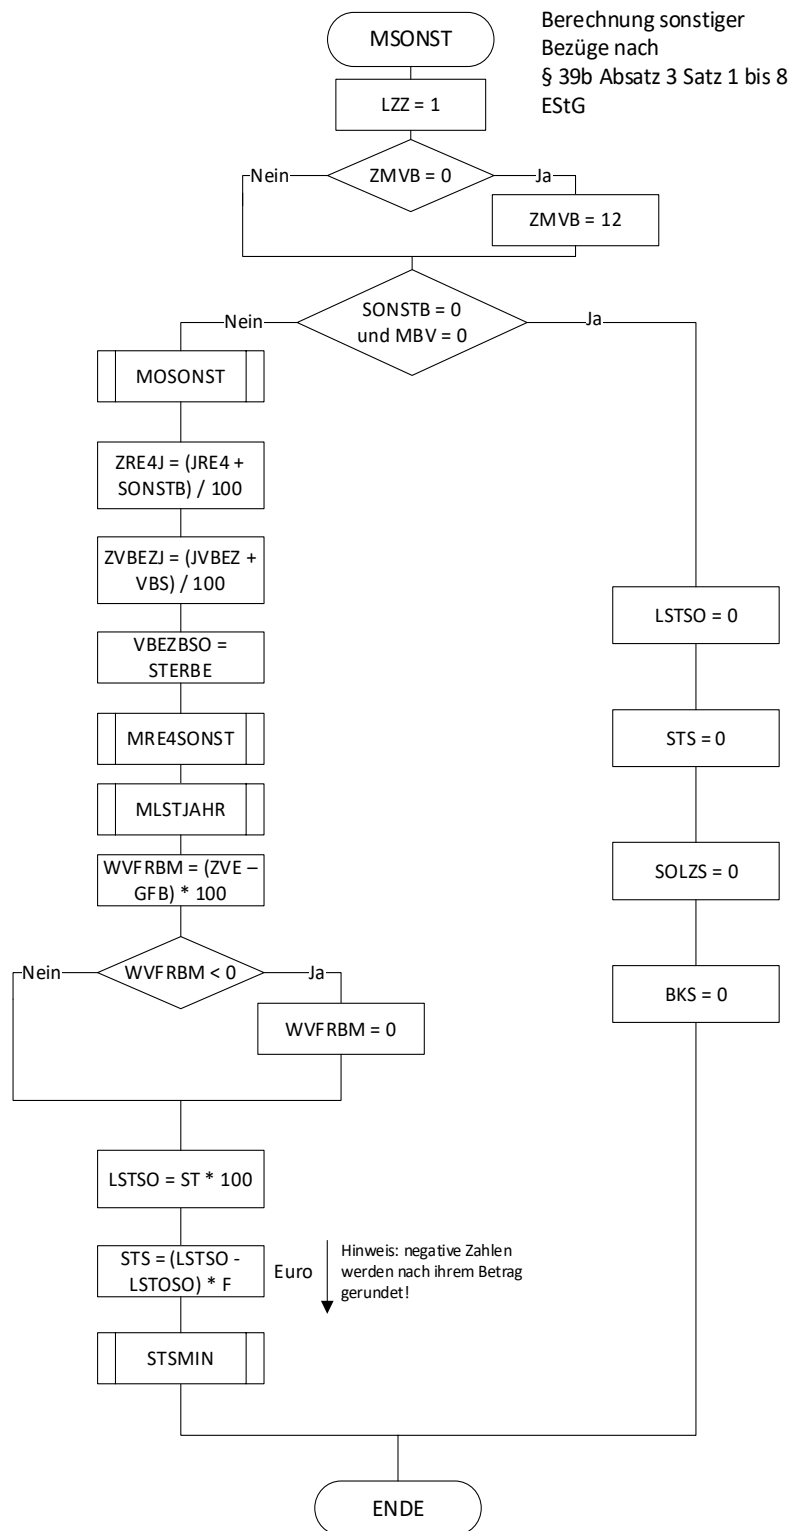 MSONST
Berechnung sonstiger
Bezüge nach
§ 39b Absatz 3 Satz 1 bis 8
EStG
LZZ = 1
Nein
ZMVB = 0
Ja
ZMVB = 12
Nein
SONSTB = 0
und MBV = 0
Ja
MOSONST
ZRE4J = (JRE4 +
SONSTB) / 100
ZVBEZJ = (JVBEZ +
VBS) / 100
VBEZBSO =
STERBE
MRE4SONST
MLSTJAHR
WVFRBM = (ZVE –
GFB) * 100
Nein
WVFRBM < 0
Ja
WVFRBM = 0
LSTSO = ST * 100
STS = (LSTSO -
LSTOSO) * F
Euro
Hinweis: negative Zahlen
werden nach ihrem Betrag
gerundet!
STSMIN
LSTSO = 0
STS = 0
SOLZS = 0
BKS = 0
ENDE